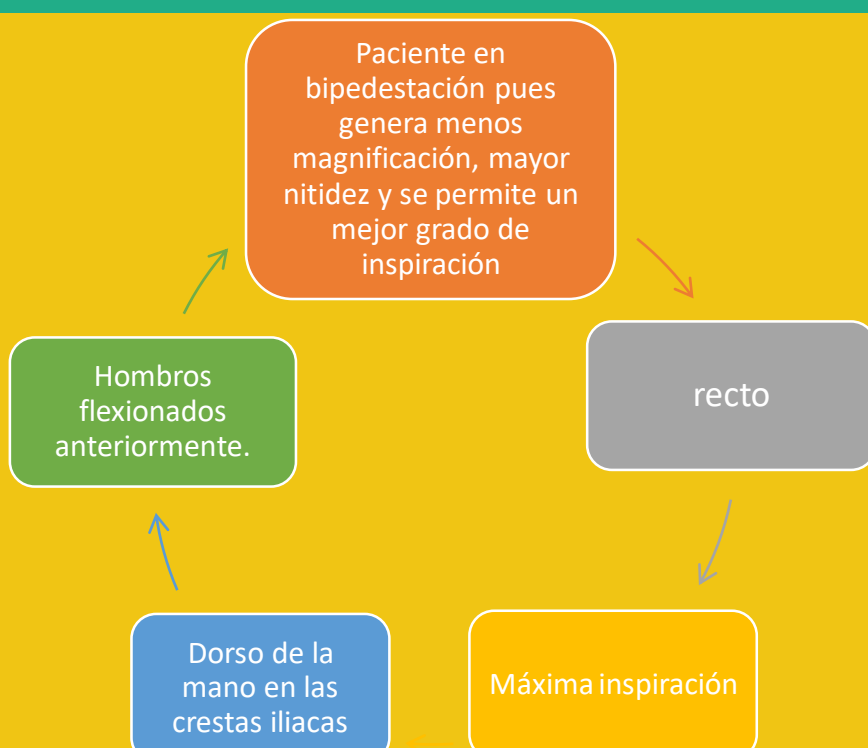 Paciente en
bipedestación pues
genera menos
magnificación, mayor
nitidez y se permite un
mejor grado de
inspiración
recto
Máxima inspiración
Dorso de la
mano en las
crestas iliacas
Hombros
flexionados
anteriormente.